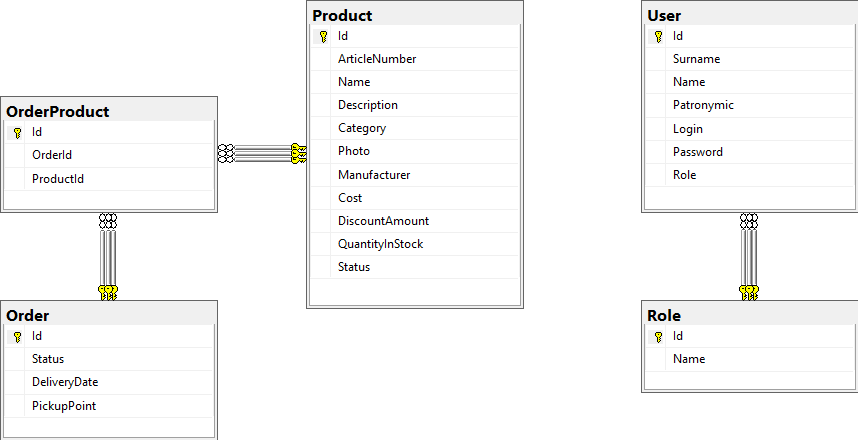 Product
Id
ArticleNumber
Name
Description
Category
Photo
Manufacturer
Cost
DiscountAmount
QuantityInStock
Status
User
Id
Surname
Name
Patronymic
Login
Password
Role
OrderProduct
Id
OrderId
ProductId
Order
Id
Status
DeliveryDate
PickupPoint
Role
Id
Name